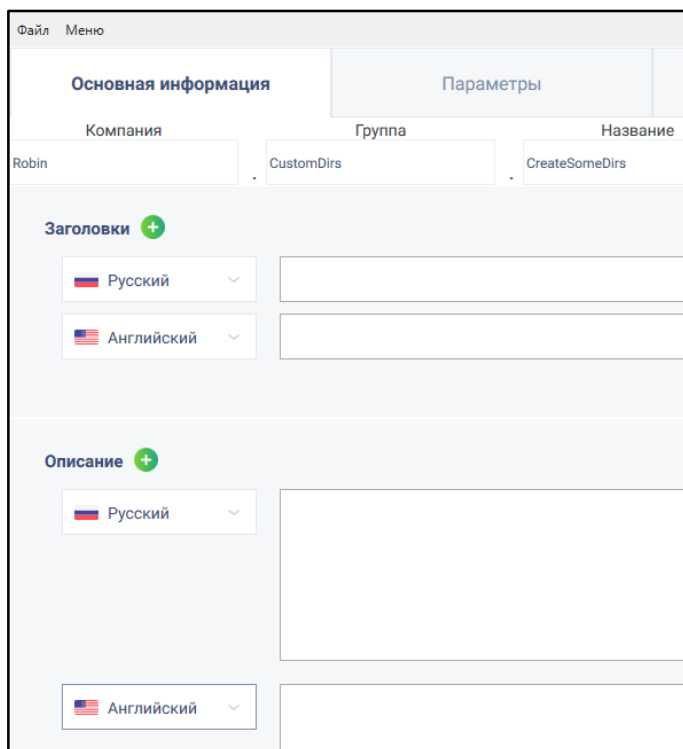 Файл Меню
Основная информация Параметры
Компания Группа Название
Robin . CustomDirs . CreateSomeDirs
Заголовки
Русский
Английский
Описание
Русский
Английский